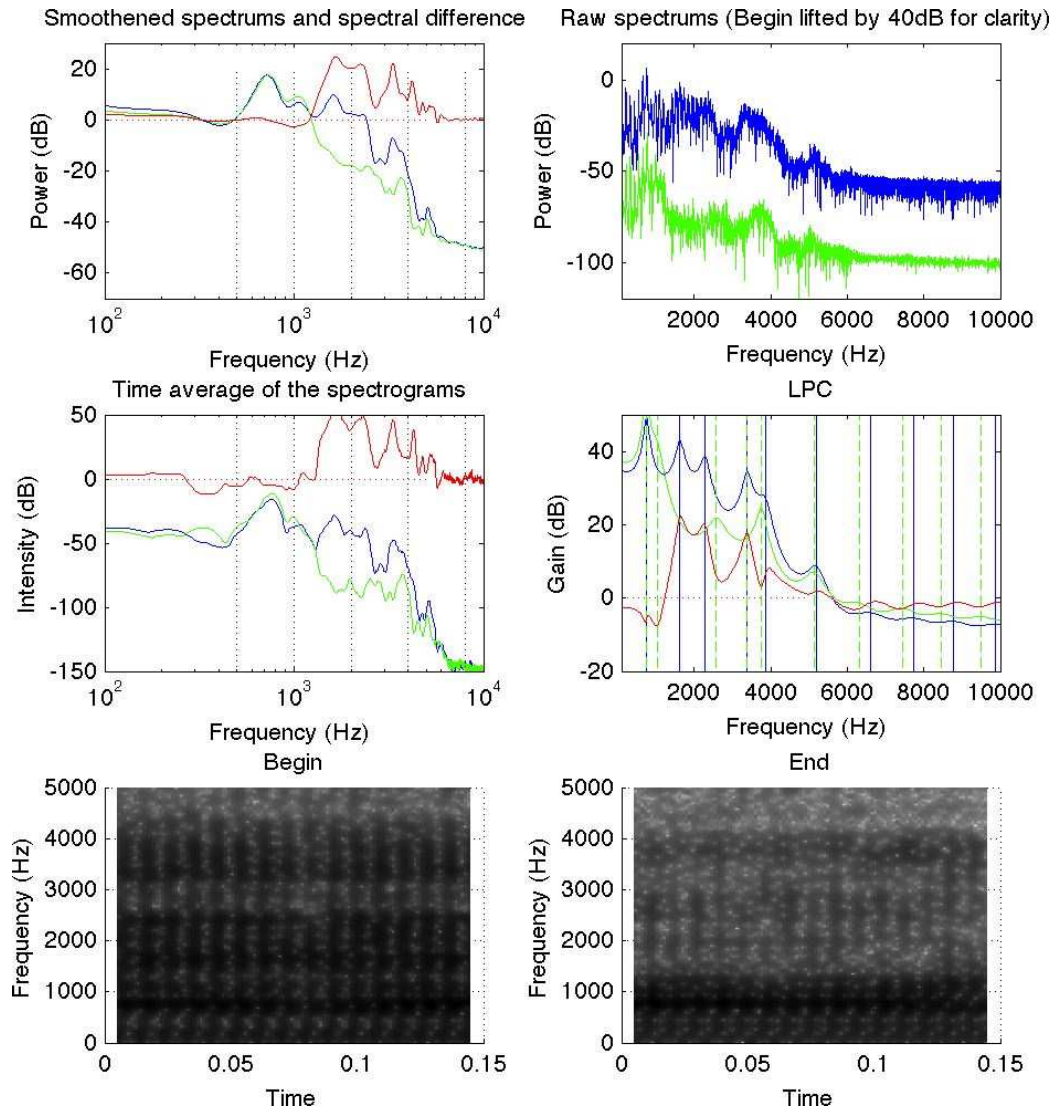 Smoothened spectrums and spectral difference
Power (dB)
20
0
-20
-40
-60
10^2
10^3
10^4
Frequency (Hz)
Raw spectrums (Begin lifted by 40dB for clarity)
Power (dB)
0
-50
-100
2000 4000 6000 8000 10000
Frequency (Hz)
Time average of the spectrograms
Intensity (dB)
50
0
-50
-100
-150
10^2
10^3
10^4
Frequency (Hz)
LPC
Gain (dB)
40
20
0
-20
2000 4000 6000 8000 10000
Frequency (Hz)
Begin
Frequency (Hz)
5000
4000
3000
2000
1000
0
0 0.05 0.1 0.15
Time
End
Frequency (Hz)
5000
4000
3000
2000
1000
0
0 0.05 0.1 0.15
Time